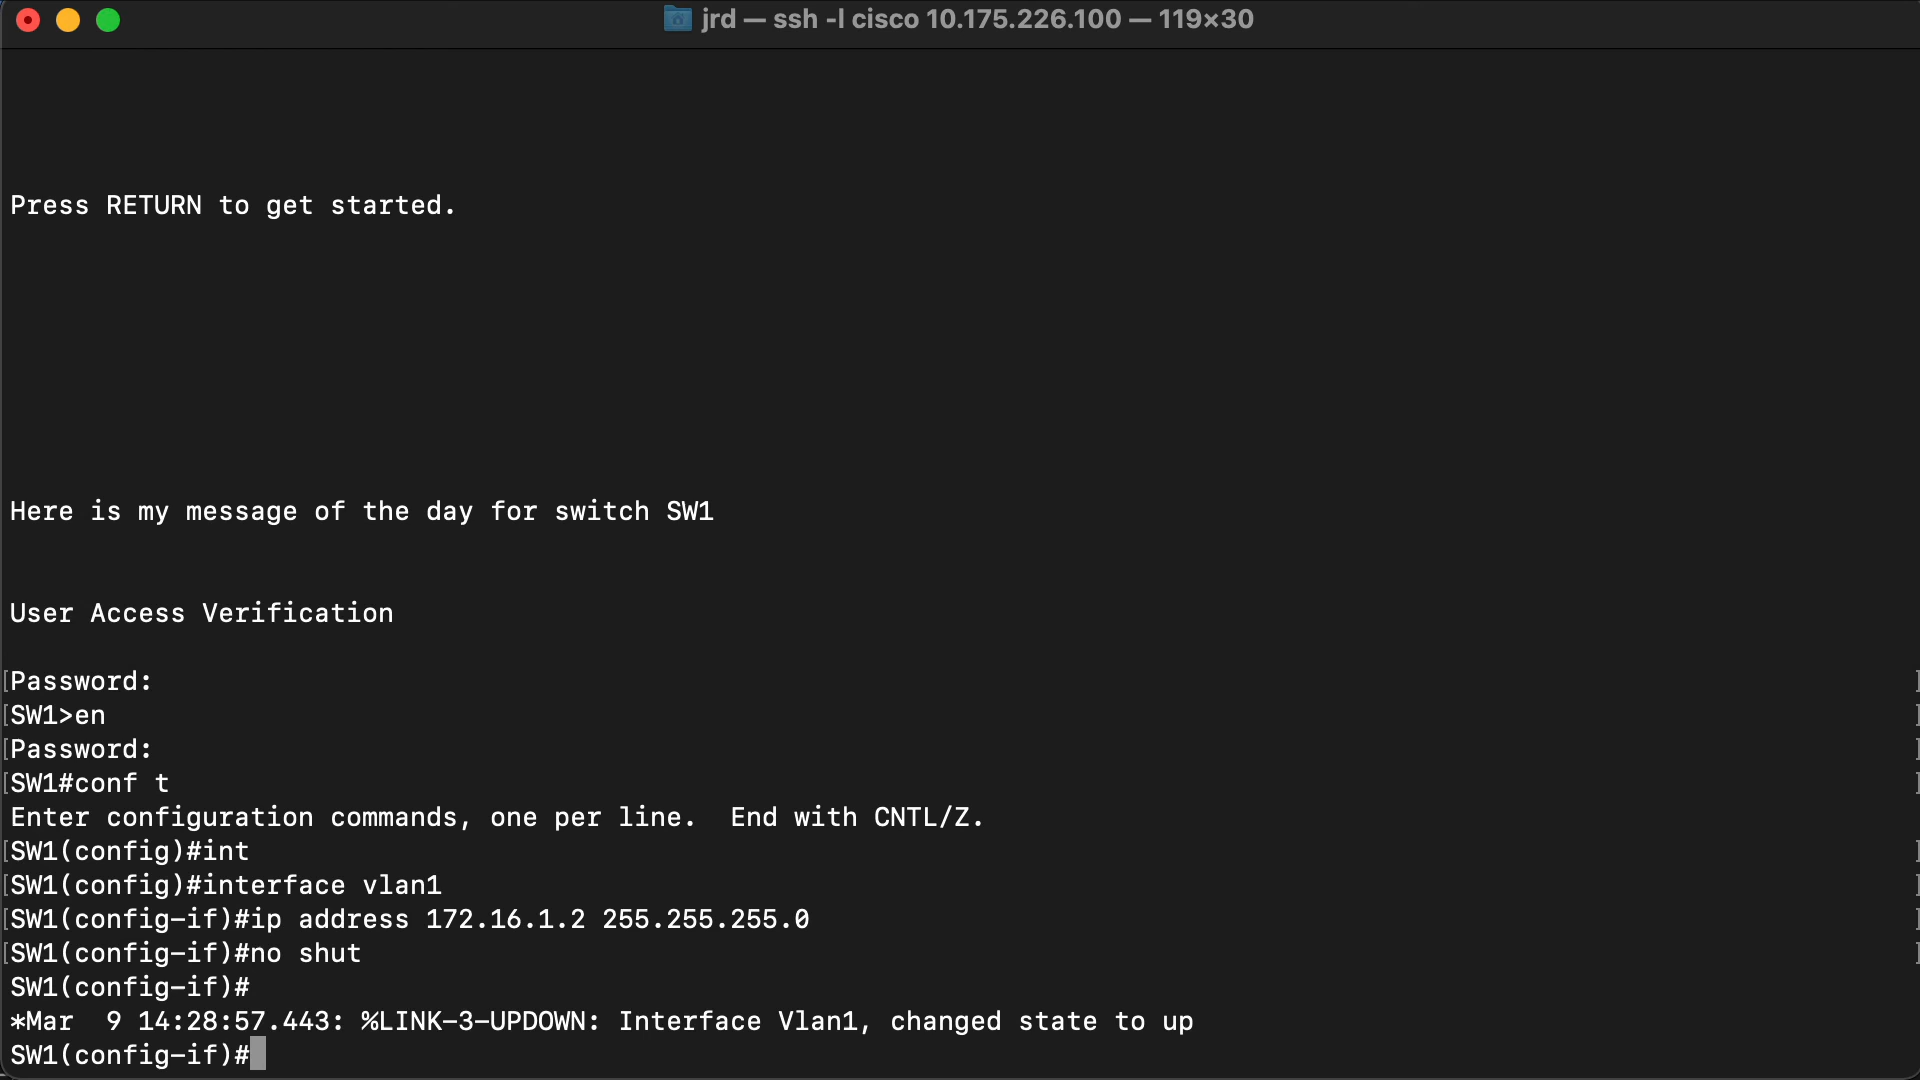 jrd — ssh -l cisco 10.175.226.100 — 119×30
Press RETURN to get started.
Here is my message of the day for switch SW1
User Access Verification
[Password: ]
[SW1>en ]
[Password: ]
[SW1#conf t ]
Enter configuration commands, one per line.  End with CNTL/Z.
[SW1(config)#int ]
[SW1(config)#interface vlan1 ]
[SW1(config-if)#ip address 172.16.1.2 255.255.255.0 ]
[SW1(config-if)#no shut ]
SW1(config-if)#
*Mar  9 14:28:57.443: %LINK-3-UPDOWN: Interface Vlan1, changed state to up
SW1(config-if)#